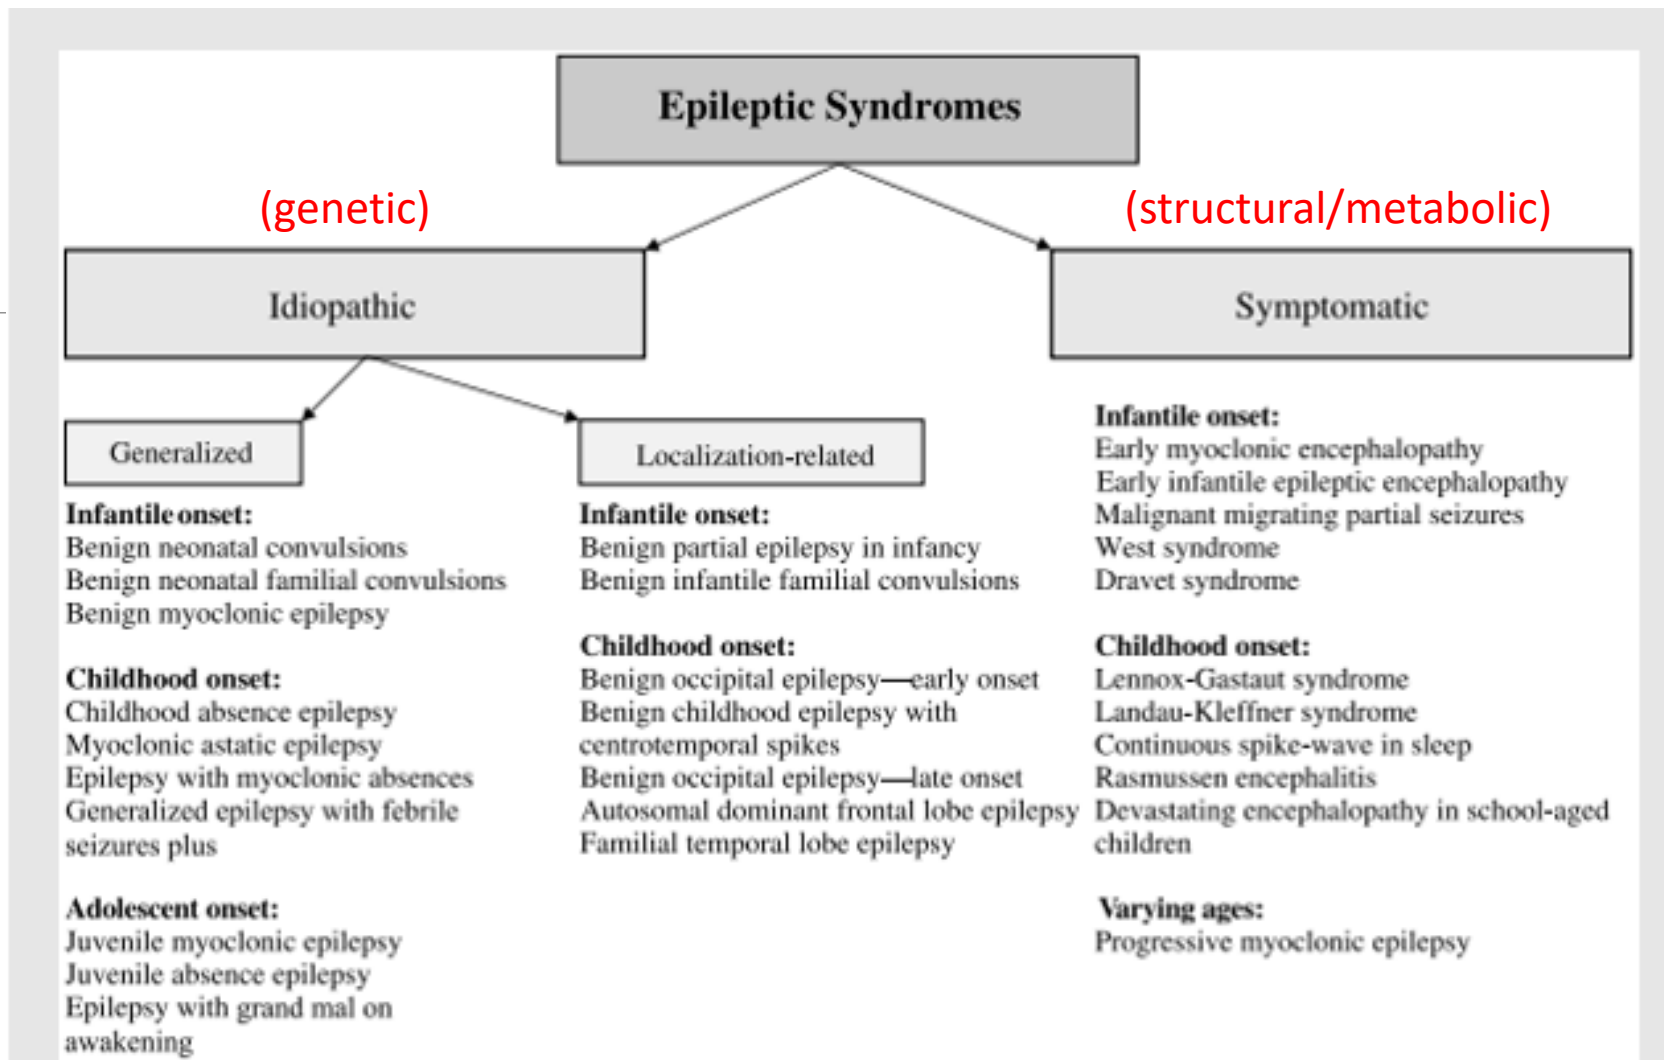 Epileptic Syndromes
(genetic)
(structural/metabolic)
Idiopathic
Symptomatic
Generalized
Infantile onset:
Benign neonatal convulsions
Benign neonatal familial convulsions
Benign myoclonic epilepsy
Childhood onset:
Childhood absence epilepsy
Myoclonic astatic epilepsy
Epilepsy with myoclonic absences
Generalized epilepsy with febrile
seizures plus
Adolescent onset:
Juvenile myoclonic epilepsy
Juvenile absence epilepsy
Epilepsy with grand mal on
awakening
Localization-related
Infantile onset:
Benign partial epilepsy in infancy
Benign infantile familial convulsions
Childhood onset:
Benign occipital epilepsy—early onset
Benign childhood epilepsy with
centrotemporal spikes
Benign occipital epilepsy—late onset
Autosomal dominant frontal lobe epilepsy
Familial temporal lobe epilepsy
Infantile onset:
Early myoclonic encephalopathy
Early infantile epileptic encephalopathy
Malignant migrating partial seizures
West syndrome
Dravet syndrome
Childhood onset:
Lennox-Gastaut syndrome
Landau-Kleffner syndrome
Continuous spike-wave in sleep
Rasmussen encephalitis
Devastating encephalopathy in school-aged
children
Varying ages:
Progressive myoclonic epilepsy